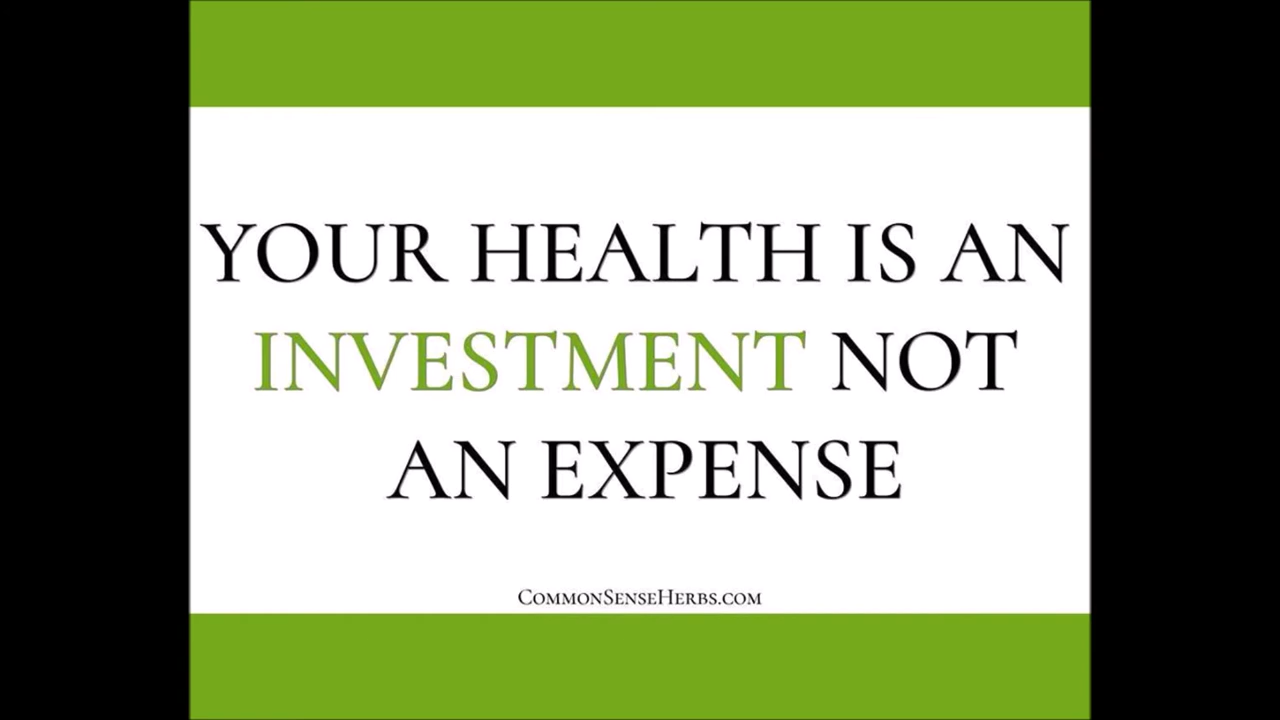 YOUR HEALTH IS AN
INVESTMENT NOT
AN EXPENSE
COMMONSENSEHERBS.COM